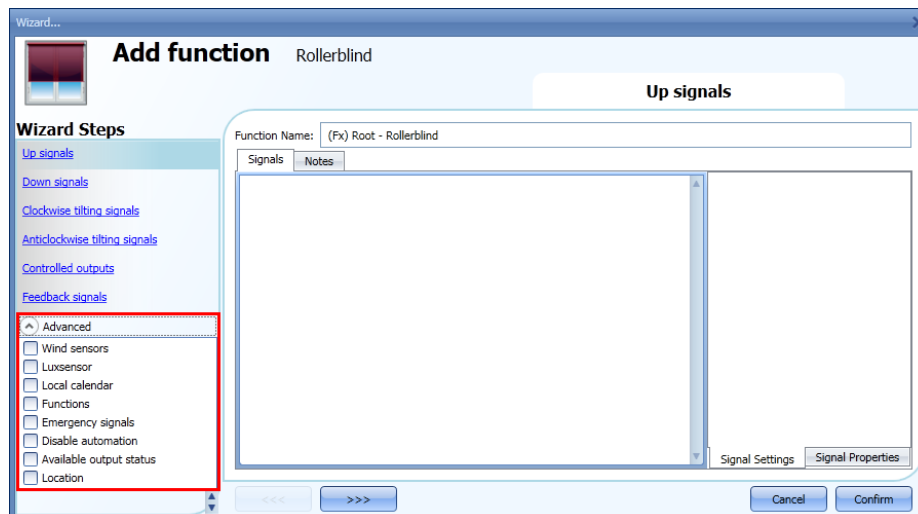 Wizard...
Add function Rollerblind
Up signals
Wizard Steps
Up signals
Down signals
Clockwise tilting signals
Anticlockwise tilting signals
Controlled outputs
Feedback signals
Advanced
Wind sensors
Luxsensor
Local calendar
Functions
Emergency signals
Disable automation
Available output status
Location
Function Name: (Fx) Root - Rollerblind
Signals Notes
Signal Settings Signal Properties
<<< >>> Cancel Confirm